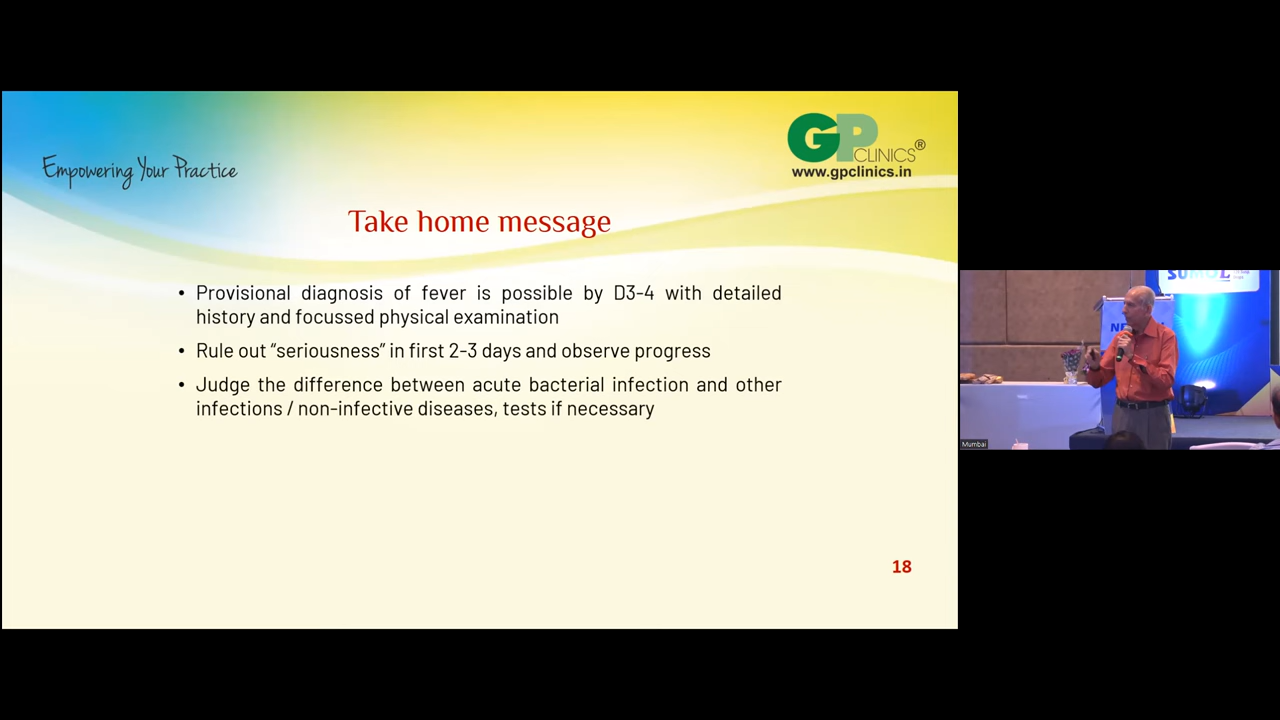 Empowering Your Practice
GP
CLINICS®
www.gpclinics.in
Take home message
• Provisional diagnosis of fever is possible by D3-4 with detailed
history and focussed physical examination
• Rule out “seriousness” in first 2-3 days and observe progress
• Judge the difference between acute bacterial infection and other
infections / non-infective diseases, tests if necessary
18
Mumbai